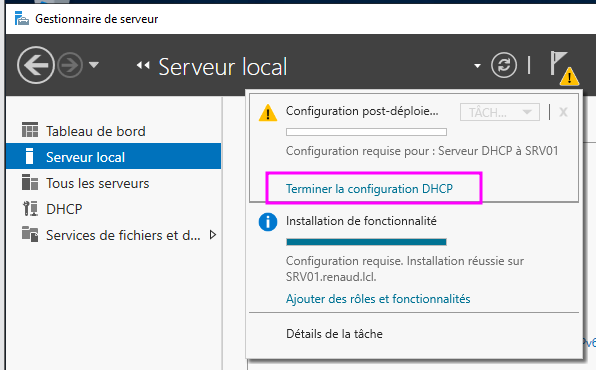 Gestionnaire de serveur
Serveur local
Configuration post-déploie...
TÂCH...
X
Configuration requise pour : Serveur DHCP à SRV01
Terminer la configuration DHCP
Installation de fonctionnalité
Configuration requise. Installation réussie sur
SRV01.renaud.lcl.
Ajouter des rôles et fonctionnalités
Détails de la tâche
Tableau de bord
Serveur local
Tous les serveurs
DHCP
Services de fichiers et d...